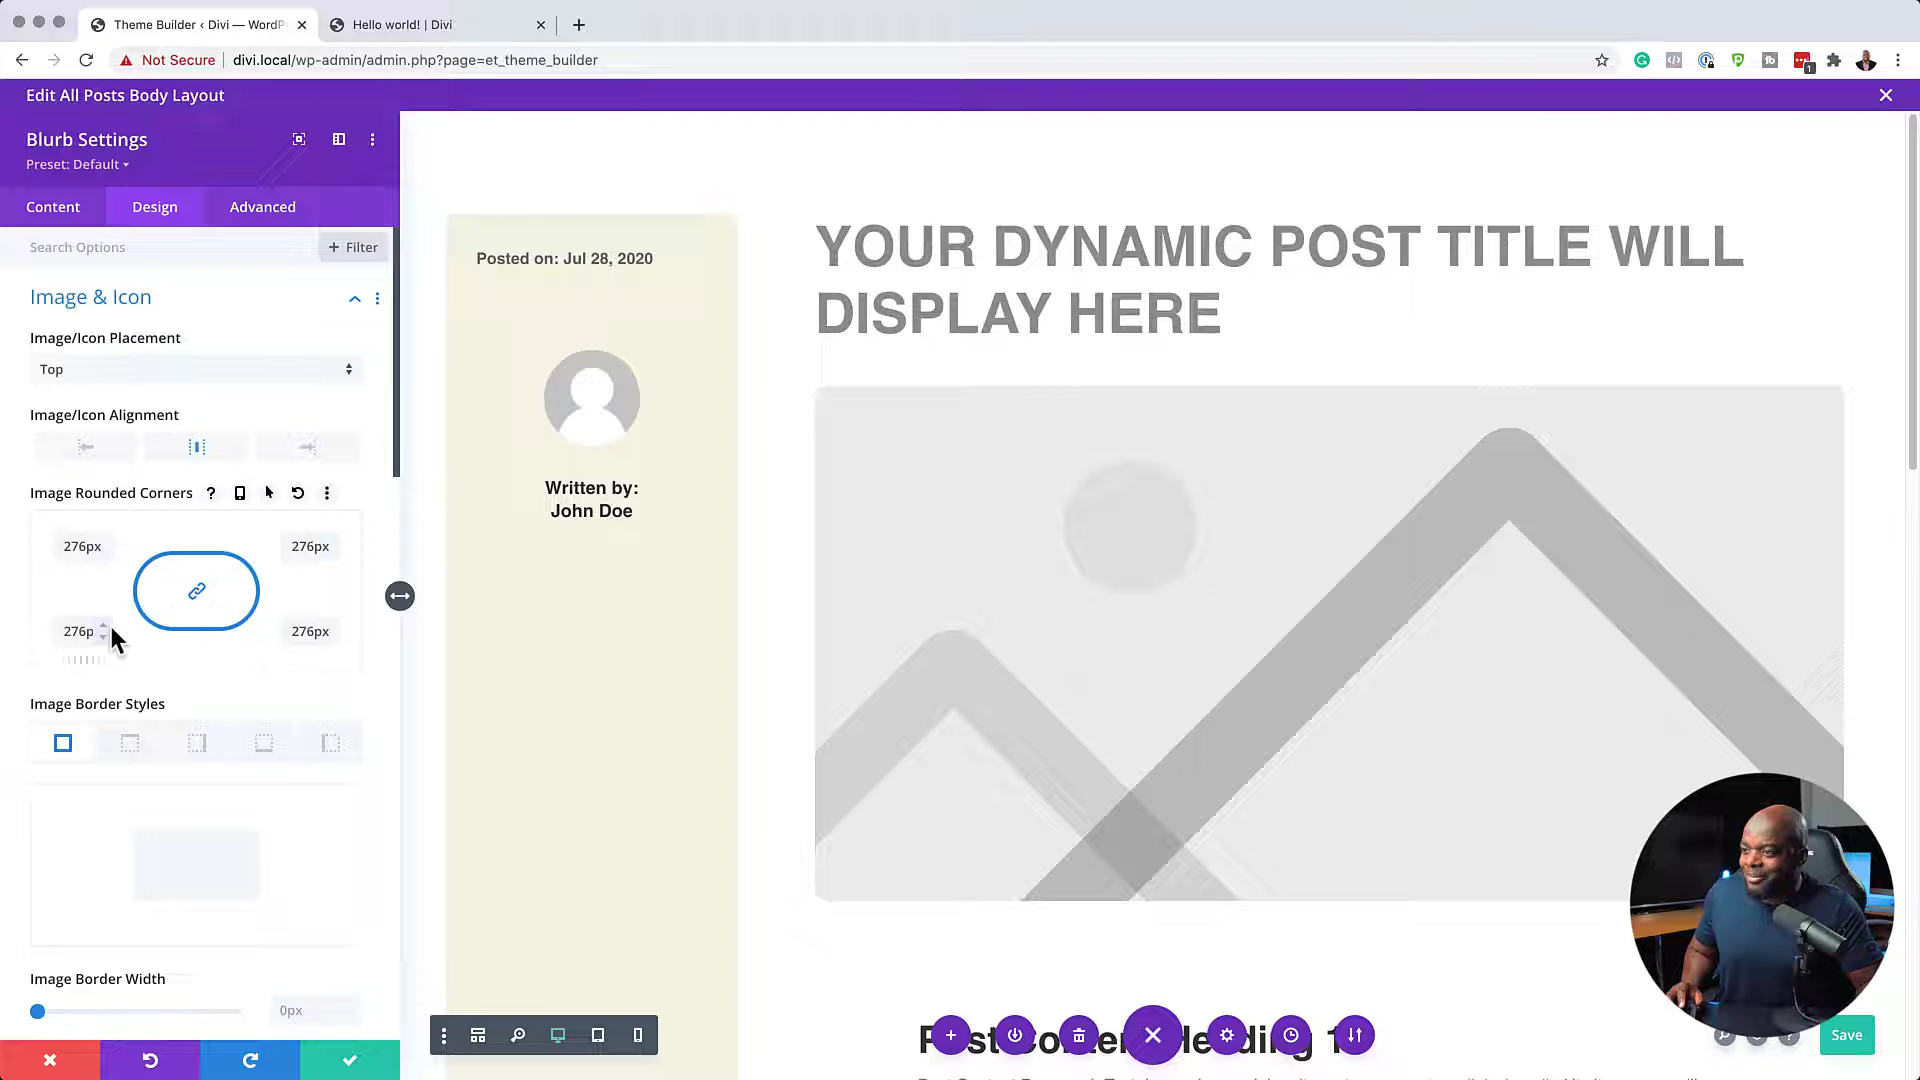 Theme Builder ‹ Divi — WordP
Hello world! | Divi
Not Secure
divi.local/wp-admin/admin.php?page=et_theme_builder
1
Edit All Posts Body Layout
Blurb Settings
Preset: Default
Content
Design
Advanced
Search Options
+ Filter
Image & Icon
Image/Icon Placement
Top
Image/Icon Alignment
Image Rounded Corners
276px
276px
276p
276px
Image Border Styles
Image Border Width
0px
Posted on: Jul 28, 2020
Written by:
John Doe
YOUR DYNAMIC POST TITLE WILL
DISPLAY HERE
Save